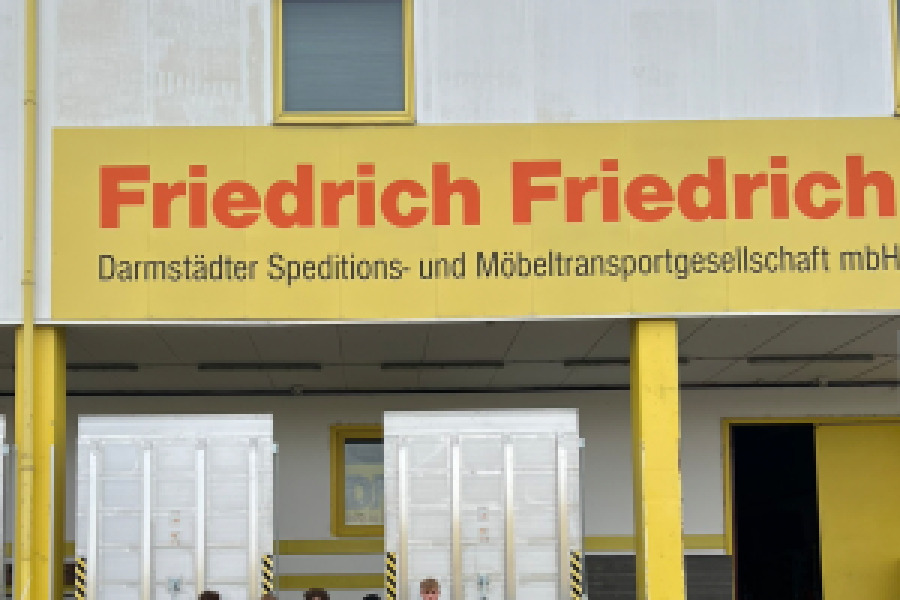 Friedrich Friedrich
Darmstädter Speditions- und Möbeltransportgesellschaft mbH